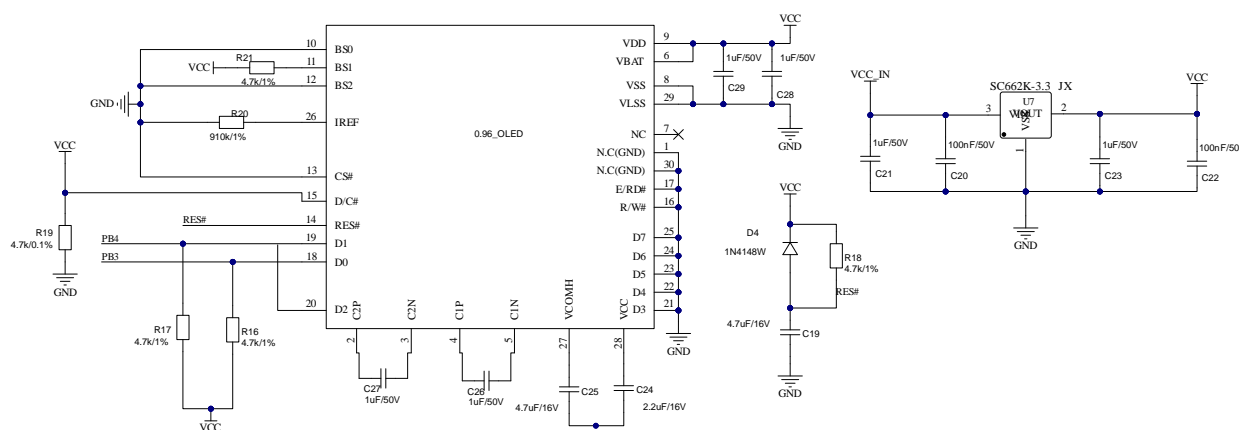 10 BS0
VCC R21 4.7k/1% 11 BS1
12 BS2
GND
R20 910k/1% 26 IREF
13 CS#
VCC
15 D/C#
RES# 14 RES#
R19 4.7k/0.1%
GND
PB4 19 D1
PB3 18 D0
20 D2
R17 4.7k/1%
R16 4.7k/1%
VCC
0.96_OLED
VDD 9
VBAT 6
VSS 8
VLSS 29
NC 7
N.C(GND) 1
N.C(GND) 30
E/RD# 17
R/W# 16
D7 25
D6 24
D5 23
D4 22
D3 21
GND
C2P 2
C2N 3
C1P 4
C1N 5
VCOMH 27
VCC 28
C27 1uF/50V
C26 1uF/50V
C25 4.7uF/16V
C24 2.2uF/16V
VCC
1uF/50V C29
1uF/50V C28
GND
VCC
D4 1N4148W
R18 4.7k/1%
RES#
4.7uF/16V C19
GND
VCC_IN
SC662K-3.3 JX
U7
3
VOUT 2
1
VCC
1uF/50V C21
100nF/50V C20
1uF/50V C23
100nF/50 C22
GND